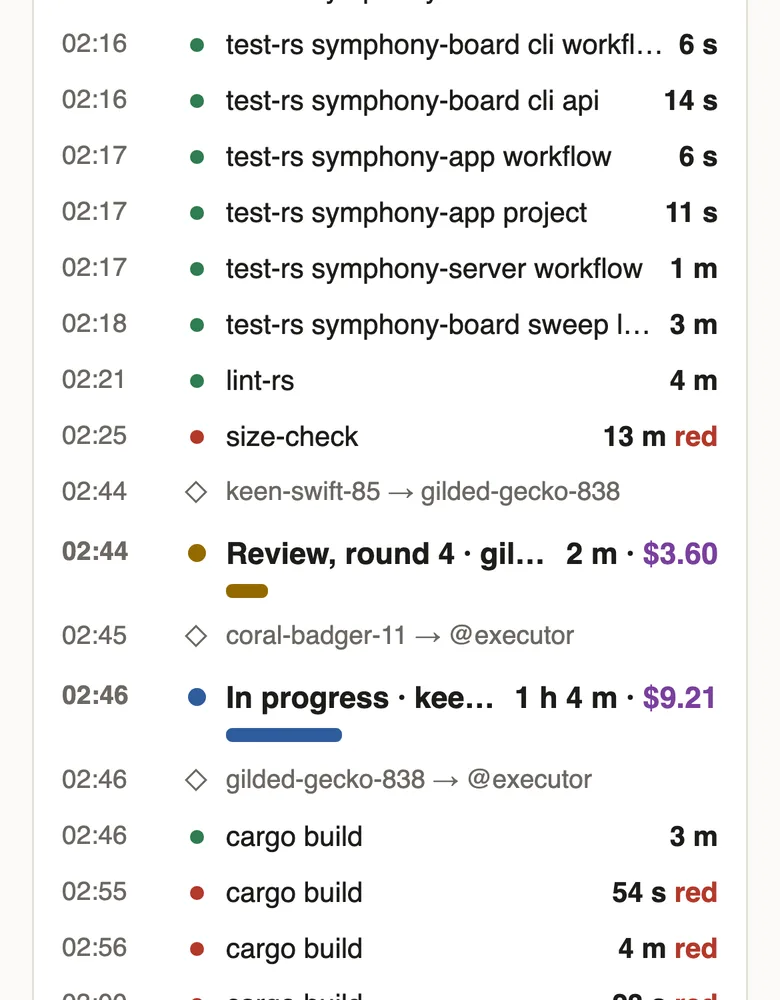 02:16 test-rs symphony-board cli workfl… 6 s
02:16 test-rs symphony-board cli api 14 s
02:17 test-rs symphony-app workflow 6 s
02:17 test-rs symphony-app project 11 s
02:17 test-rs symphony-server workflow 1 m
02:18 test-rs symphony-board sweep l… 3 m
02:21 lint-rs 4 m
02:25 size-check 13 m red
02:44 keen-swift-85 → gilded-gecko-838
02:44 Review, round 4 · gil… 2 m · $3.60
02:45 coral-badger-11 → @executor
02:46 In progress · kee… 1 h 4 m · $9.21
02:46 gilded-gecko-838 → @executor
02:46 cargo build 3 m
02:55 cargo build 54 s red
02:56 cargo build 4 m red
cargo build red